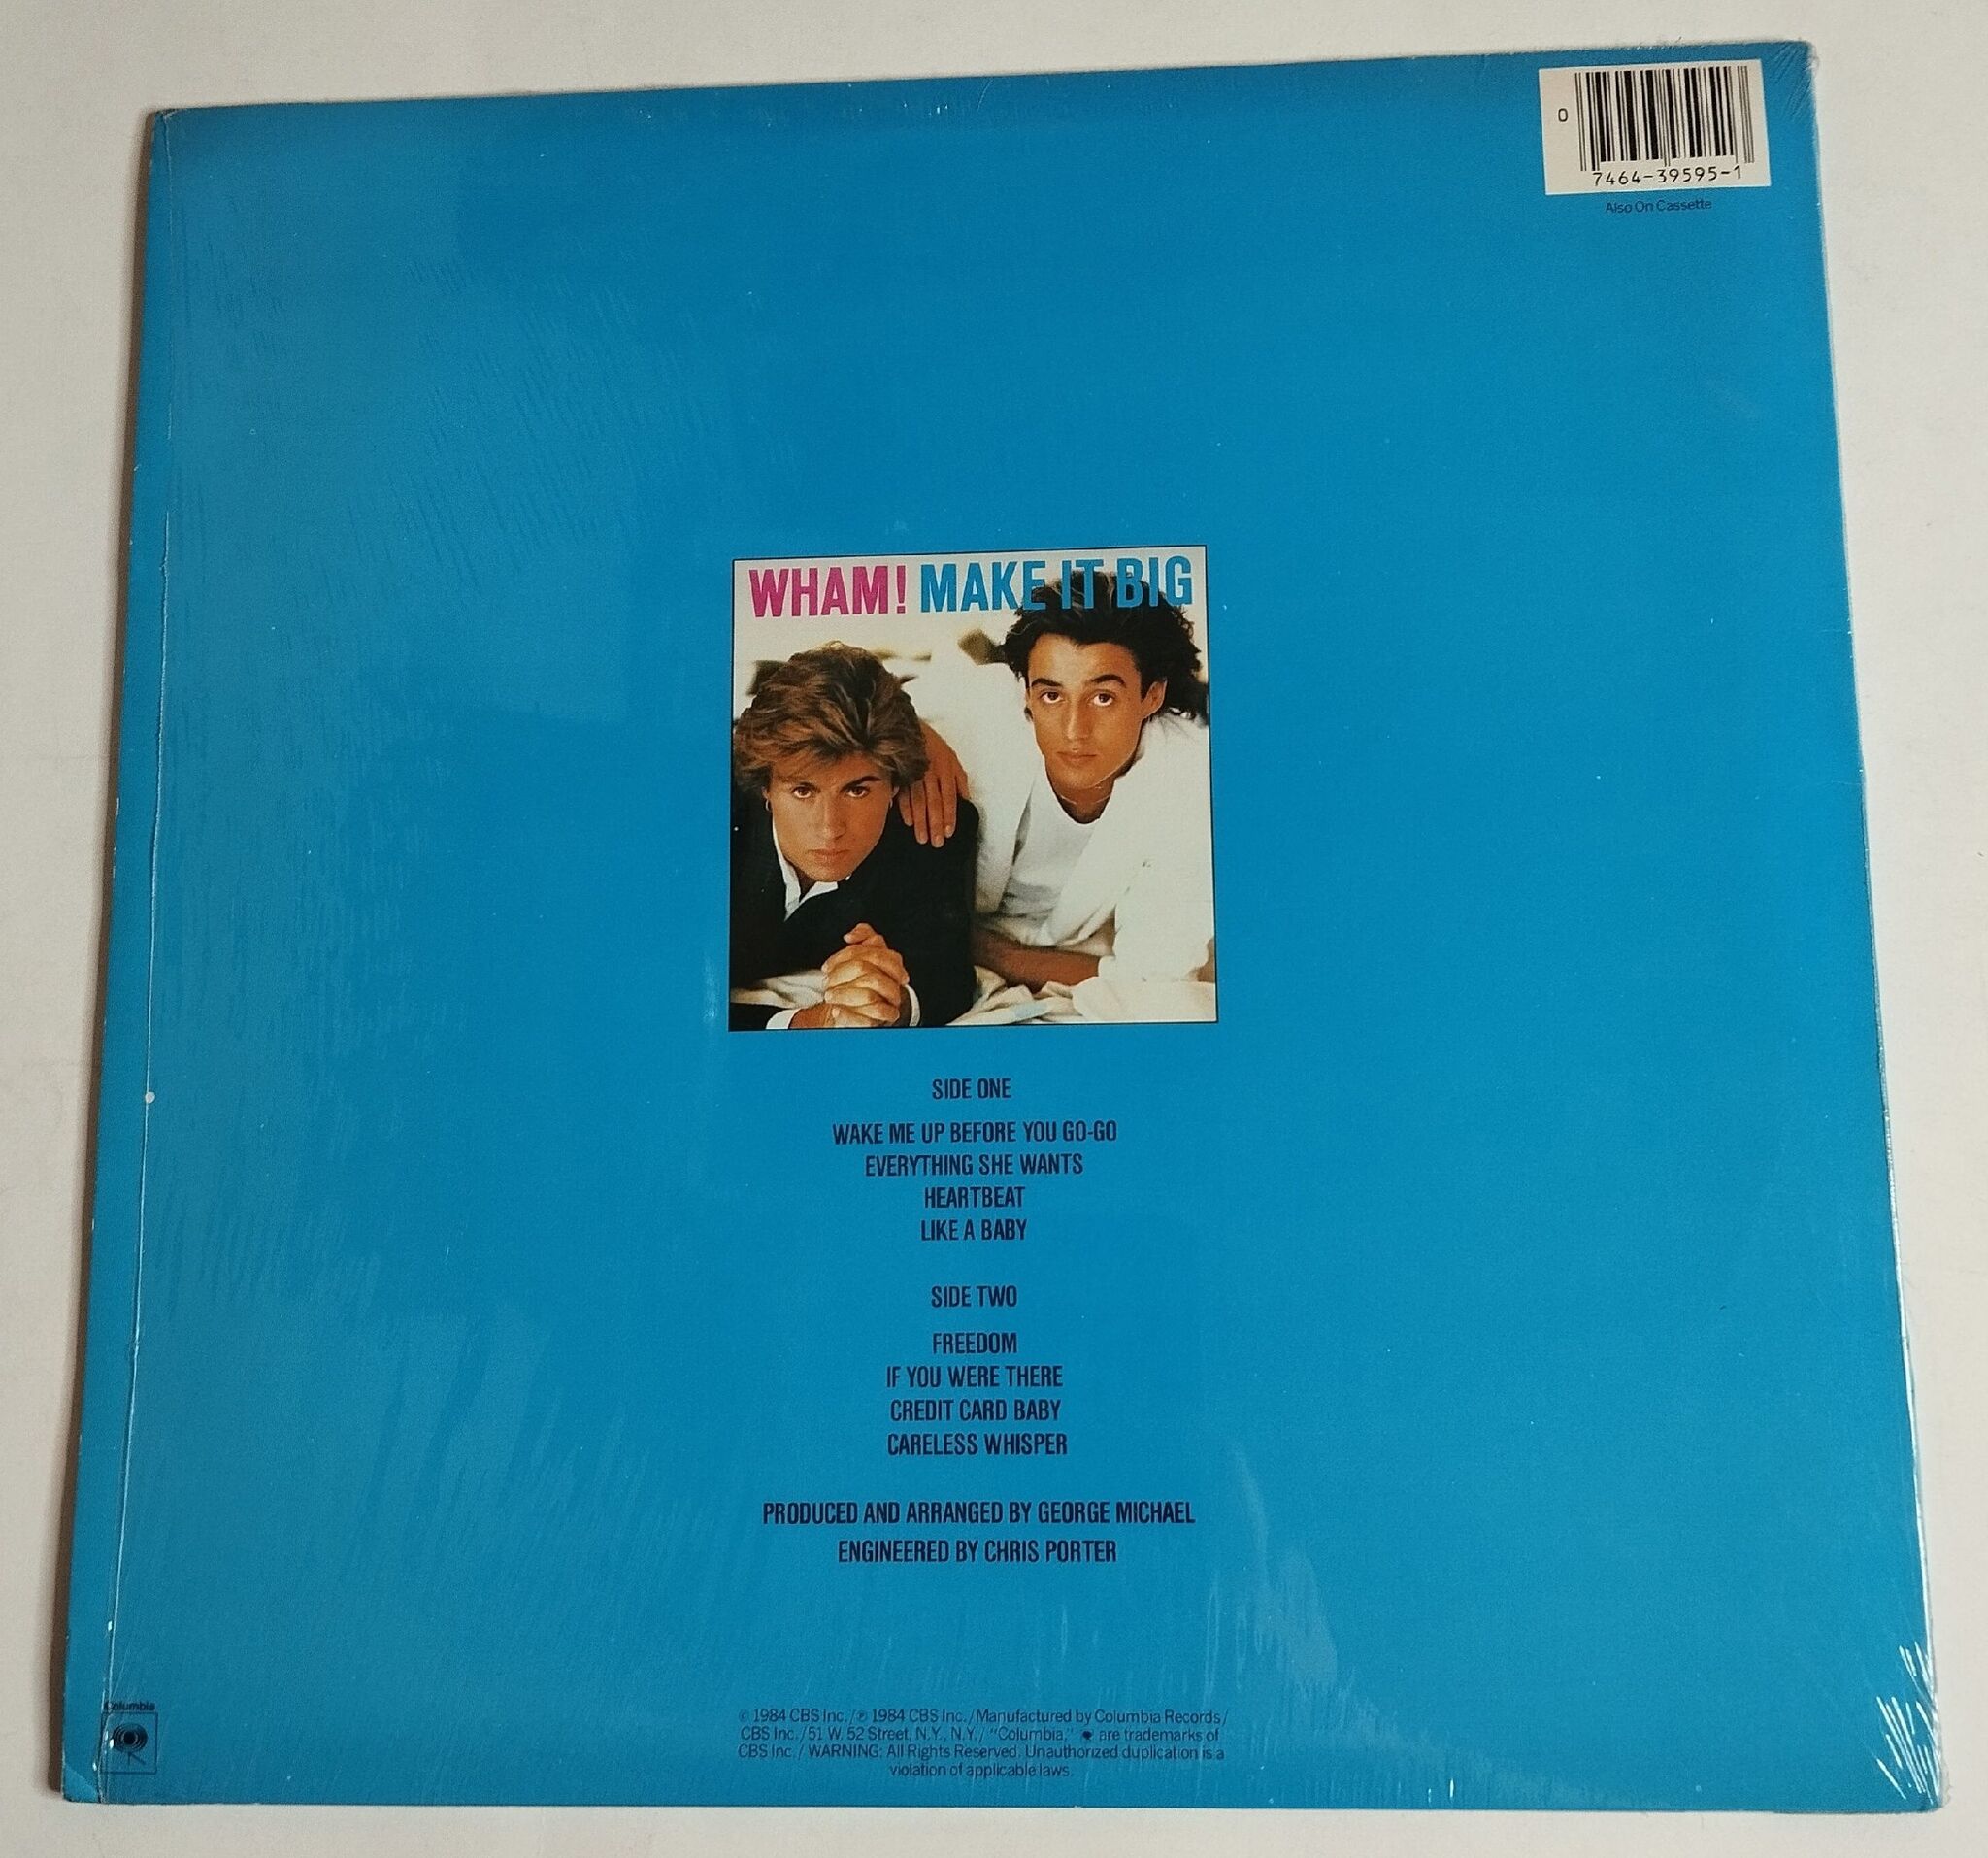 0
7464-39595-1
Also On Cassette
WHAM! MAKE IT BIG
SIDE ONE
WAKE ME UP BEFORE YOU GO-GO
EVERYTHING SHE WANTS
HEARTBEAT
LIKE A BABY
SIDE TWO
FREEDOM
IF YOU WERE THERE
CREDIT CARD BABY
CARELESS WHISPER
PRODUCED AND ARRANGED BY GEORGE MICHAEL
ENGINEERED BY CHRIS PORTER
Columbia
© 1984 CBS Inc./℗ 1984 CBS Inc./Manufactured by Columbia Records/
CBS Inc./51 W. 52 Street, N.Y., N.Y./"Columbia," are trademarks of
CBS Inc./WARNING: All Rights Reserved. Unauthorized duplication is a
violation of applicable laws.